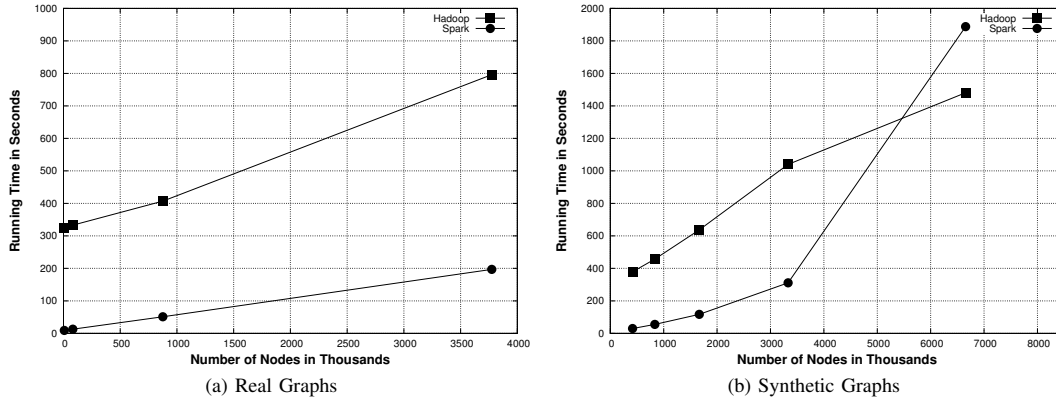 1000
900
800
700
600
500
400
300
200
100
0
Running Time in Seconds
Hadoop
Spark
0 500 1000 1500 2000 2500 3000 3500 4000
Number of Nodes in Thousands
(a) Real Graphs
2000
1800
1600
1400
1200
1000
800
600
400
200
0
Running Time in Seconds
Hadoop
Spark
0 1000 2000 3000 4000 5000 6000 7000 8000
Number of Nodes in Thousands
(b) Synthetic Graphs